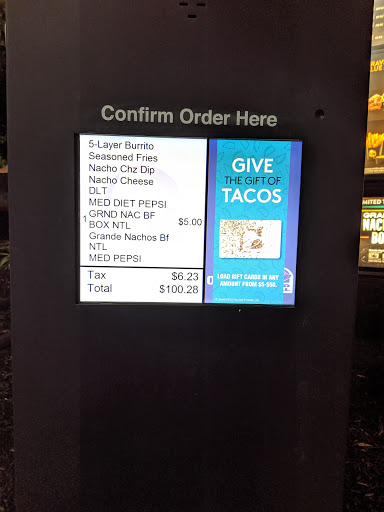 Confirm Order Here
5-Layer Burrito
Seasoned Fries
Nacho Chz Dip
Nacho Cheese
DLT
MED DIET PEPSI
1 GRND NAC BF
BOX NTL $5.00
Grande Nachos Bf
NTL
MED PEPSI
Tax $6.23
Total $100.28
GIVE
THE GIFT OF
TACOS
LOAD GIFT CARDS IN ANY
AMOUNT FROM $5-$50.
LIMITED